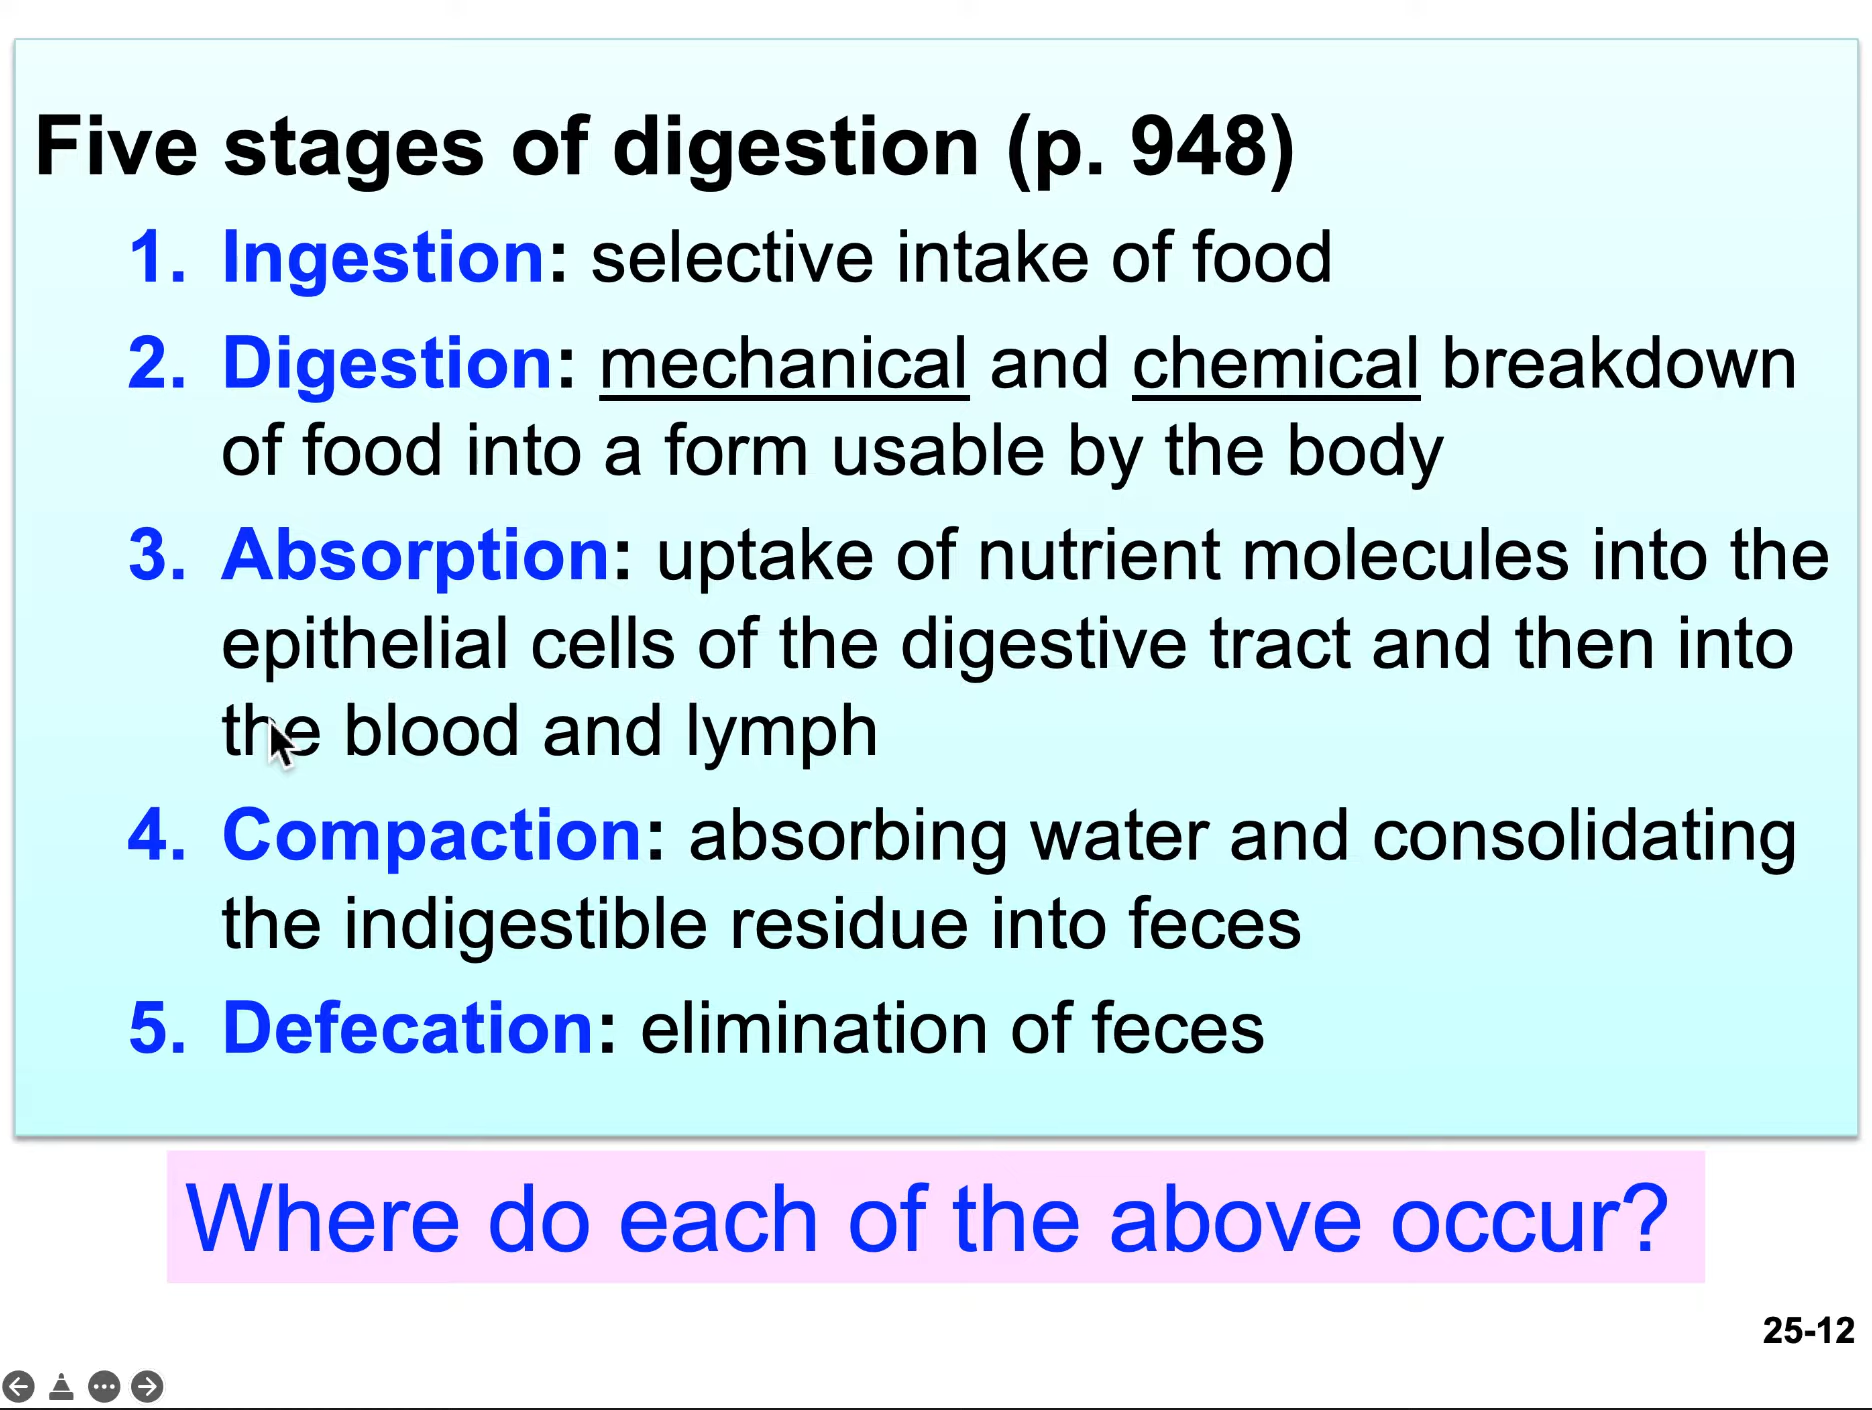 Five stages of digestion (p. 948)
1. Ingestion: selective intake of food
2. Digestion: mechanical and chemical breakdown
of food into a form usable by the body
3. Absorption: uptake of nutrient molecules into the
epithelial cells of the digestive tract and then into
the blood and lymph
4. Compaction: absorbing water and consolidating
the indigestible residue into feces
5. Defecation: elimination of feces
Where do each of the above occur?
25-12